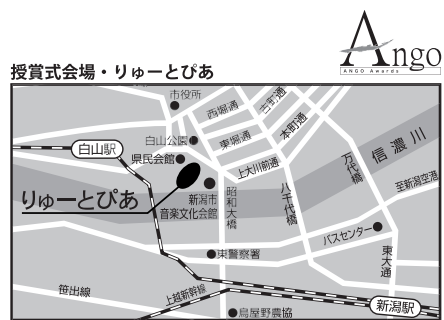 Ango
ANGO Awards
授賞式会場・りゅーとぴあ
市役所
西堀通
古町通
東堀通
本町通
白山公園
白山駅
県民会館
上大川前通
信濃川
万代橋
りゅーとぴあ
新潟市
音楽文化会館
昭和大橋
八千代橋
至新潟空港
バスセンター
東大通
東警察署
笹出線
上越新幹線
新潟駅
鳥屋野農協